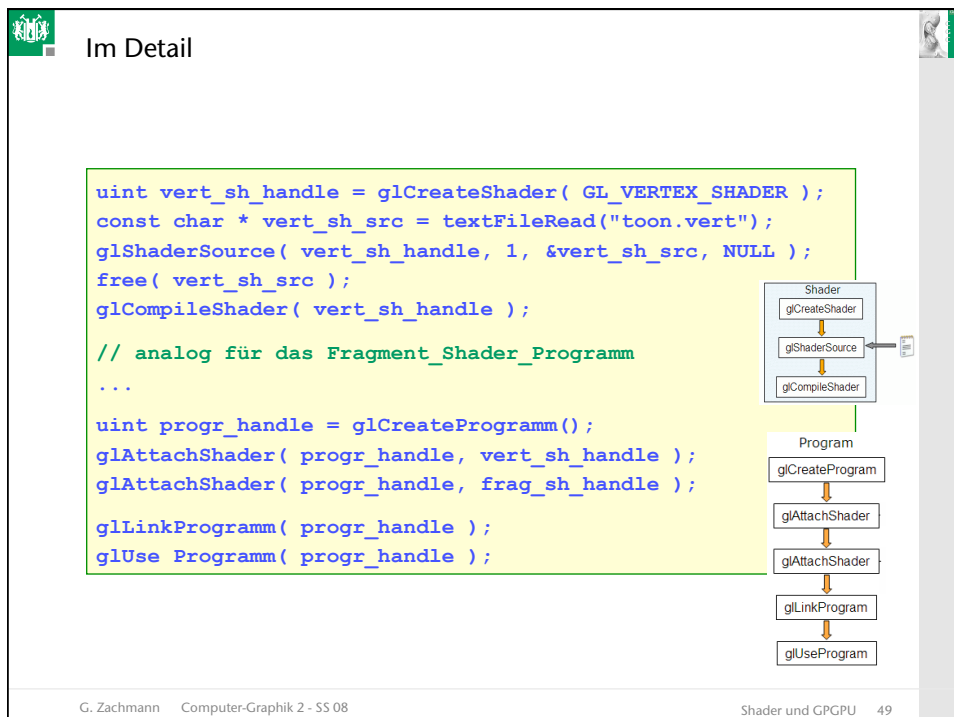 Im Detail
uint vert_sh_handle = glCreateShader( GL_VERTEX_SHADER );
const char * vert_sh_src = textFileRead("toon.vert");
glShaderSource( vert_sh_handle, 1, &vert_sh_src, NULL );
free( vert_sh_src );
glCompileShader( vert_sh_handle );
// analog für das Fragment_Shader_Programm
...
uint progr_handle = glCreateProgramm();
glAttachShader( progr_handle, vert_sh_handle );
glAttachShader( progr_handle, frag_sh_handle );
glLinkProgramm( progr_handle );
glUse Programm( progr_handle );
Shader
glCreateShader
glShaderSource
glCompileShader
Program
glCreateProgram
glAttachShader
glAttachShader
glLinkProgram
glUseProgram
G. Zachmann Computer-Graphik 2 - SS 08
Shader und GPGPU 49